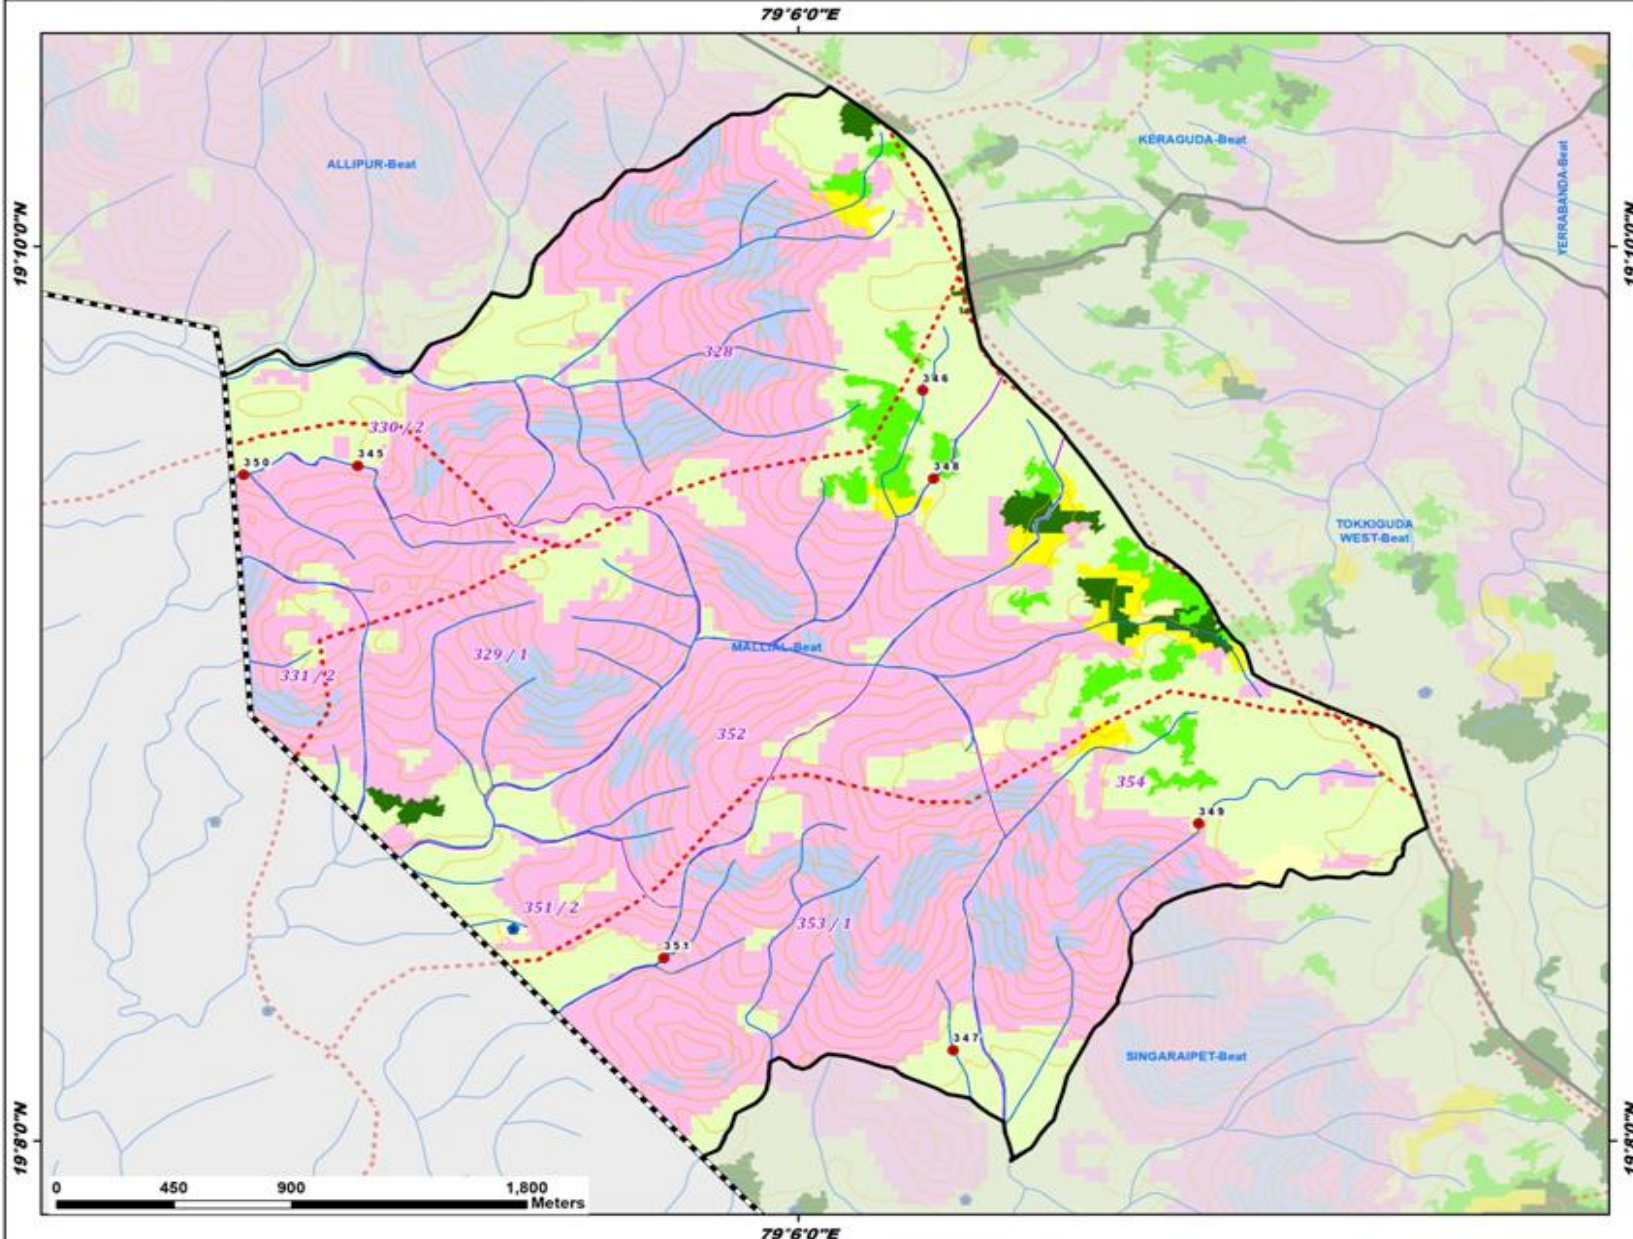 79°6'0"E
KERAGUDA-Beat
ALLIPUR-Beat
YERRABANDA-Beat
19°10'0"N
19°10'0"N
328
346
330 / 2
350
345
348
TOKKIGUDA
WEST-Beat
MALLIAL-Beat
329 / 1
331 / 2
352
354
349
351 / 2
353 / 1
351
347
SINGARAIPET-Beat
19°8'0"N
19°8'0"N
0 450 900 1,800
Meters
79°6'0"E